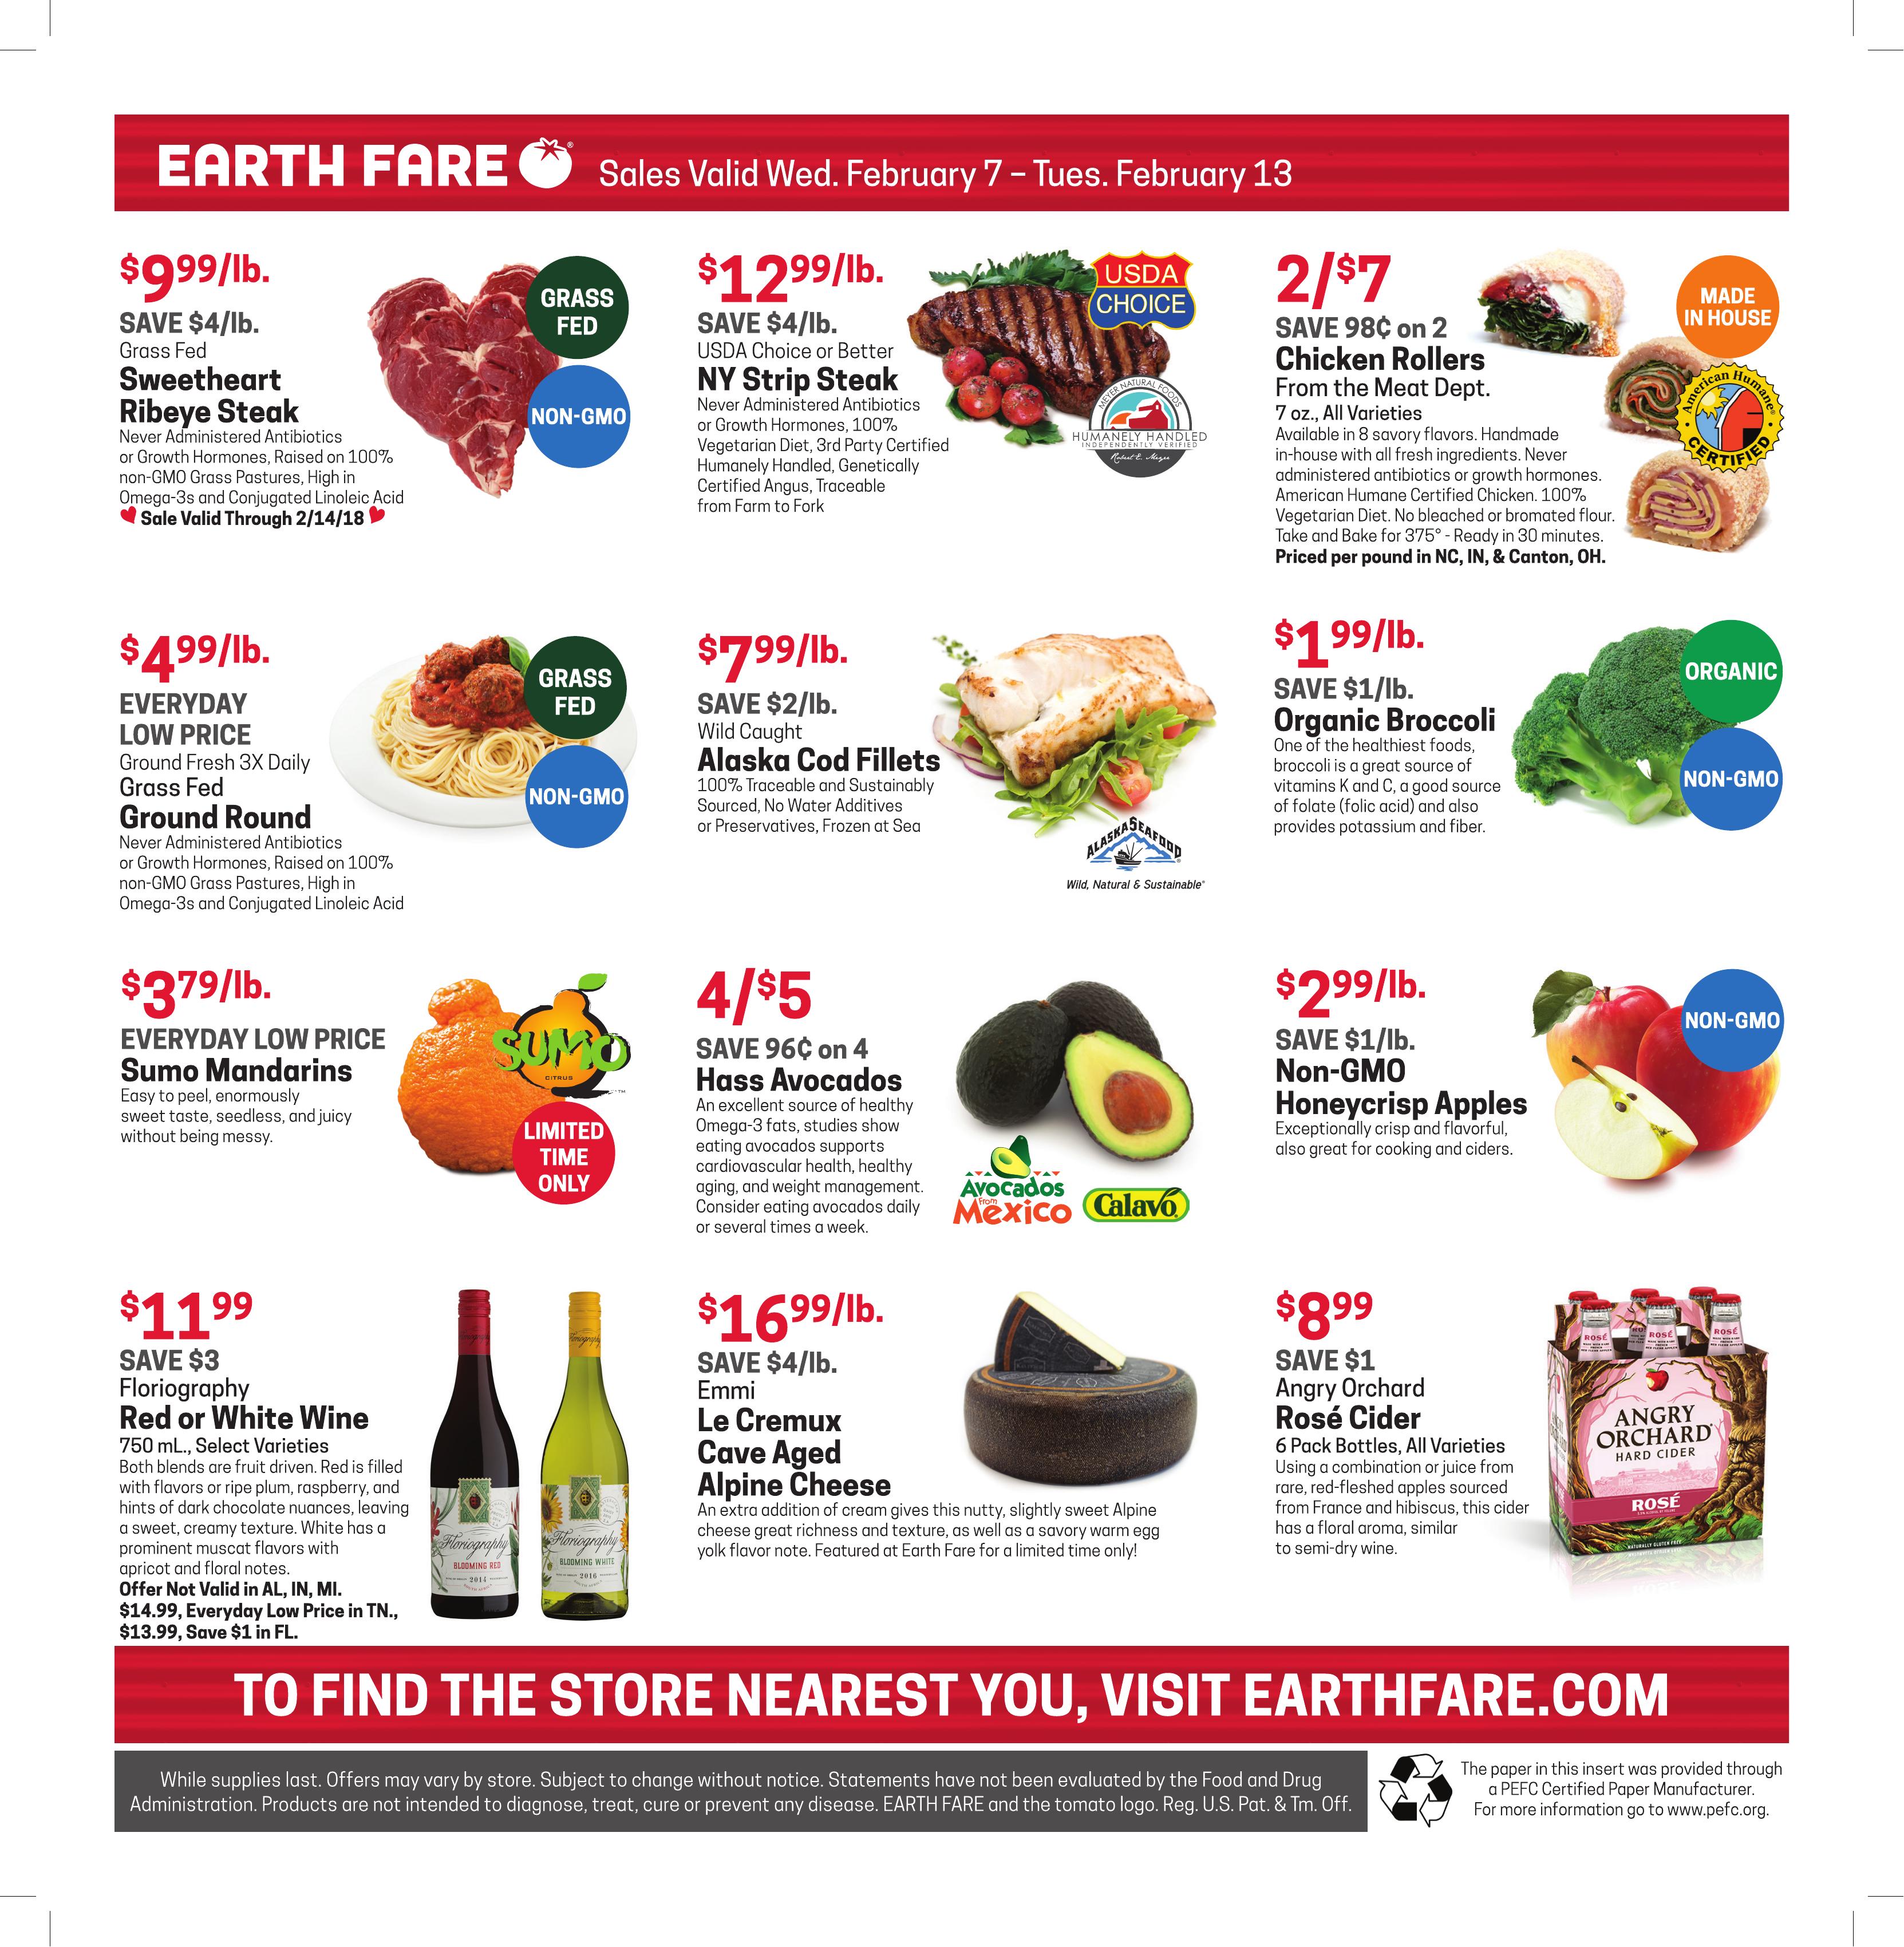 EARTH FARE
Sales Valid Wed. February 7 – Tues. February 13
$9 99/lb.
SAVE $4/lb.
Grass Fed
Sweetheart
Ribeye Steak
Never Administered Antibiotics
or Growth Hormones, Raised on 100%
non-GMO Grass Pastures, High in
Omega-3s and Conjugated Linoleic Acid
Sale Valid Through 2/14/18
GRASS
FED
NON-GMO
$12 99/lb.
SAVE $4/lb.
USDA Choice or Better
NY Strip Steak
Never Administered Antibiotics
or Growth Hormones, 100%
Vegetarian Diet, 3rd Party Certified
Humanely Handled, Genetically
Certified Angus, Traceable
from Farm to Fork
USDA
CHOICE
MEYER NATURAL FOODS
HUMANELY HANDLED
INDEPENDENTLY VERIFIED
Robert E. Meyer
2/$7
SAVE 98¢ on 2
Chicken Rollers
From the Meat Dept.
7 oz., All Varieties
Available in 8 savory flavors. Handmade
in-house with all fresh ingredients. Never
administered antibiotics or growth hormones.
American Humane Certified Chicken. 100%
Vegetarian Diet. No bleached or bromated flour.
Take and Bake for 375° - Ready in 30 minutes.
Priced per pound in NC, IN, & Canton, OH.
MADE
IN HOUSE
American Humane®
CERTIFIED
$4 99/lb.
EVERYDAY
LOW PRICE
Ground Fresh 3X Daily
Grass Fed
Ground Round
Never Administered Antibiotics
or Growth Hormones, Raised on 100%
non-GMO Grass Pastures, High in
Omega-3s and Conjugated Linoleic Acid
GRASS
FED
NON-GMO
$7 99/lb.
SAVE $2/lb.
Wild Caught
Alaska Cod Fillets
100% Traceable and Sustainably
Sourced, No Water Additives
or Preservatives, Frozen at Sea
ALASKA SEAFOOD
Wild, Natural & Sustainable®
$1 99/lb.
SAVE $1/lb.
Organic Broccoli
One of the healthiest foods,
broccoli is a great source of
vitamins K and C, a good source
of folate (folic acid) and also
provides potassium and fiber.
ORGANIC
NON-GMO
$3 79/lb.
EVERYDAY LOW PRICE
Sumo Mandarins
Easy to peel, enormously
sweet taste, seedless, and juicy
without being messy.
SUMO
CITRUS
LIMITED
TIME
ONLY
4/$5
SAVE 96¢ on 4
Hass Avocados
An excellent source of healthy
Omega-3 fats, studies show
eating avocados supports
cardiovascular health, healthy
aging, and weight management.
Consider eating avocados daily
or several times a week.
Avocados
From
Mexico
Calavo
$2 99/lb.
SAVE $1/lb.
Non-GMO
Honeycrisp Apples
Exceptionally crisp and flavorful,
also great for cooking and ciders.
NON-GMO
$11 99
SAVE $3
Floriography
Red or White Wine
750 mL., Select Varieties
Both blends are fruit driven. Red is filled
with flavors or ripe plum, raspberry, and
hints of dark chocolate nuances, leaving
a sweet, creamy texture. White has a
prominent muscat flavors with
apricot and floral notes.
Offer Not Valid in AL, IN, MI.
$14.99, Everyday Low Price in TN.,
$13.99, Save $1 in FL.
Floriography
BLOOMING RED
2014
Floriography
BLOOMING WHITE
2016
$16 99/lb.
SAVE $4/lb.
Emmi
Le Cremux
Cave Aged
Alpine Cheese
An extra addition of cream gives this nutty, slightly sweet Alpine
cheese great richness and texture, as well as a savory warm egg
yolk flavor note. Featured at Earth Fare for a limited time only!
$8 99
SAVE $1
Angry Orchard
Rosé Cider
6 Pack Bottles, All Varieties
Using a combination or juice from
rare, red-fleshed apples sourced
from France and hibiscus, this cider
has a floral aroma, similar
to semi-dry wine.
ROSÉ
ROSÉ
ROSÉ
ANGRY
ORCHARD
HARD CIDER
ROSÉ
NATURALLY GLUTEN FREE
TO FIND THE STORE NEAREST YOU, VISIT EARTHFARE.COM
While supplies last. Offers may vary by store. Subject to change without notice. Statements have not been evaluated by the Food and Drug
Administration. Products are not intended to diagnose, treat, cure or prevent any disease. EARTH FARE and the tomato logo. Reg. U.S. Pat. & Tm. Off.
The paper in this insert was provided through
a PEFC Certified Paper Manufacturer.
For more information go to www.pefc.org.